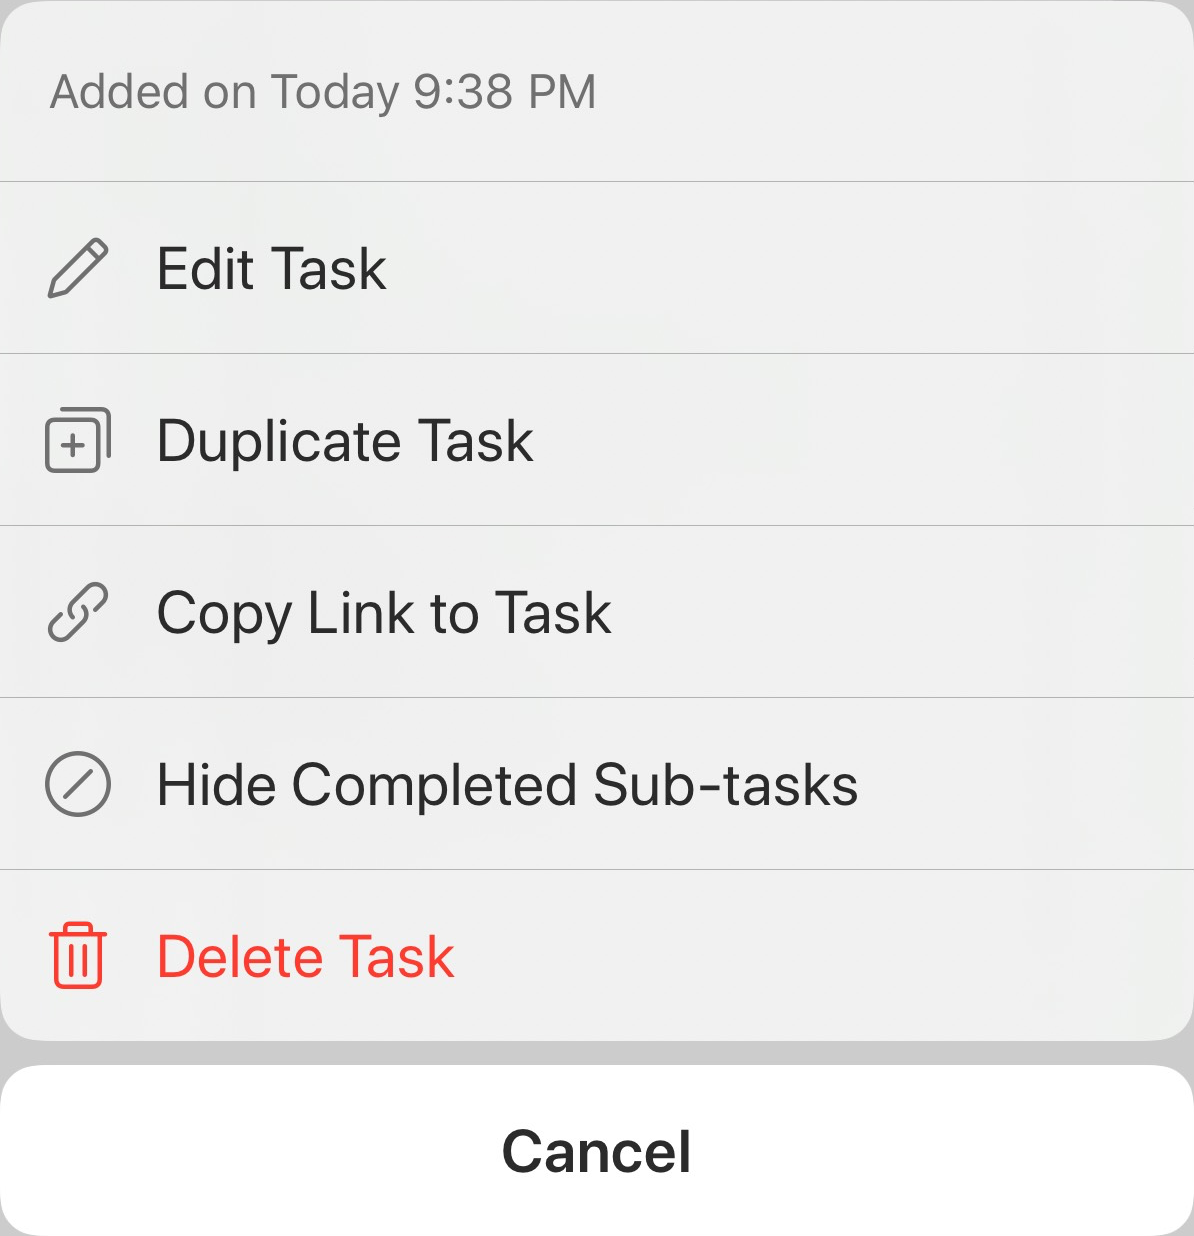 Added on Today 9:38 PM
Edit Task
Duplicate Task
Copy Link to Task
Hide Completed Sub-tasks
Delete Task
Cancel